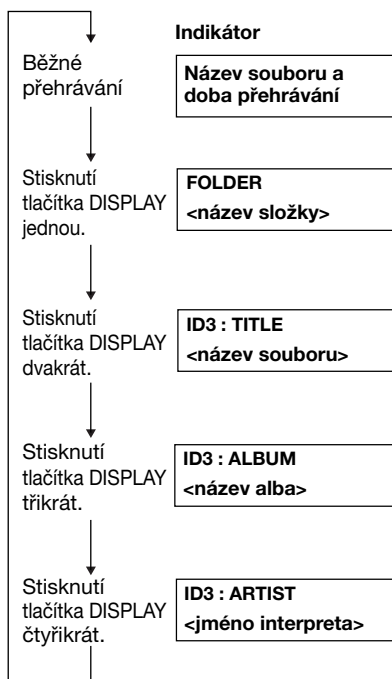 Indikátor
Běžné
přehrávání
Název souboru a
doba přehrávání
Stisknutí
tlačítka DISPLAY
jednou.
FOLDER
<název složky>
Stisknutí
tlačítka DISPLAY
dvakrát.
ID3 : TITLE
<název souboru>
Stisknutí
tlačítka DISPLAY
třikrát.
ID3 : ALBUM
<název alba>
Stisknutí
tlačítka DISPLAY
čtyřikrát.
ID3 : ARTIST
<jméno interpreta>